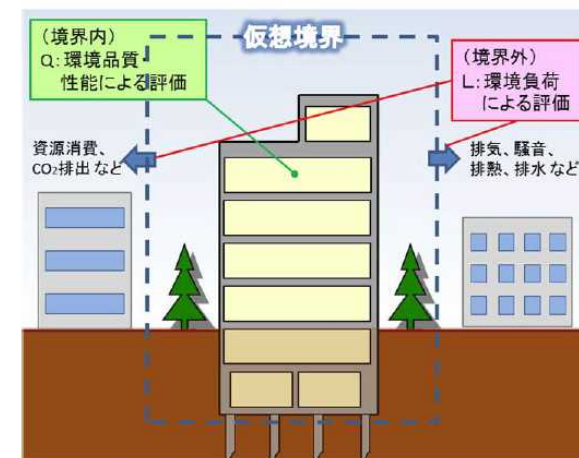 仮想境界
（境界内）
Q:環境品質・
性能による評価
（境界外）
L:環境負荷
による評価
資源消費、
CO₂排出など
排気、騒音、
排熱、排水など